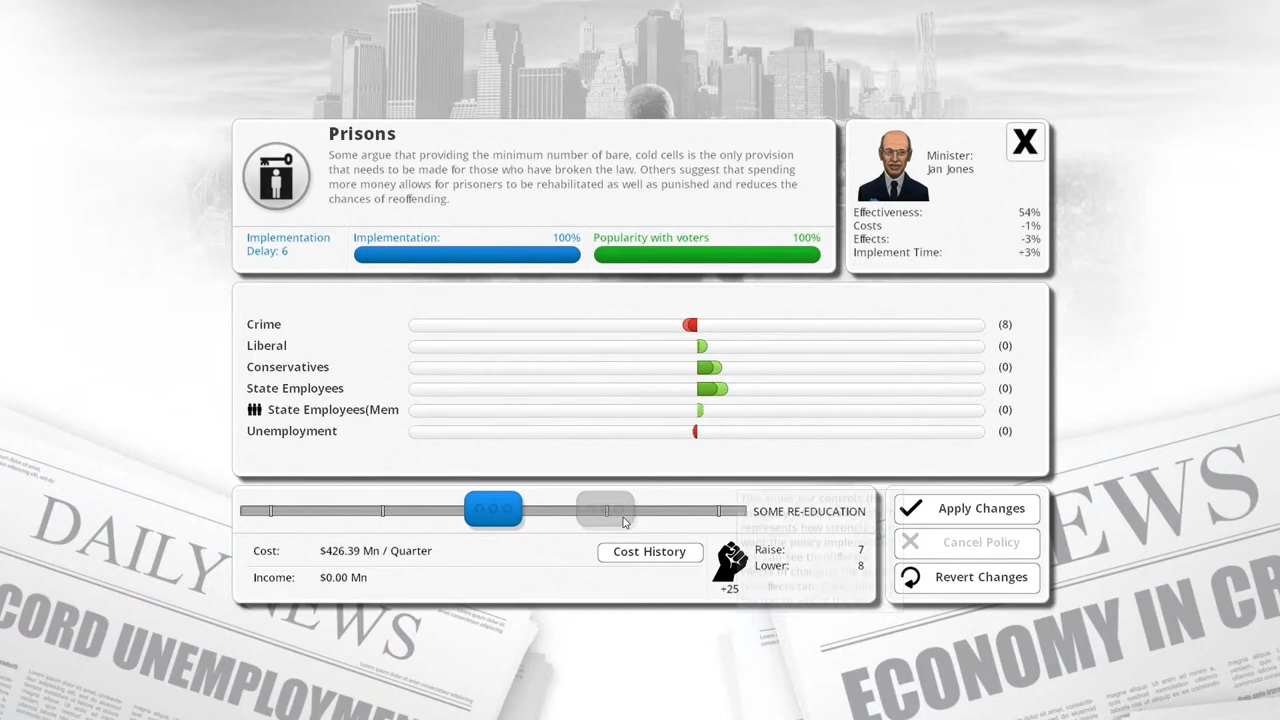 Prisons
Some argue that providing the minimum number of bare, cold cells is the only provision
that needs to be made for those who have broken the law. Others suggest that spending
more money allows for prisoners to be rehabilitated as well as punished and reduces the
chances of reoffending.
Implementation
Delay: 6
Implementation: 100%
Popularity with voters 100%
Minister:
Jan Jones
X
Effectiveness: 54%
Costs -1%
Effects: -3%
Implement Time: +3%
Crime (8)
Liberal (0)
Conservatives (0)
State Employees (0)
State Employees(Mem (0)
Unemployment (0)
SOME RE-EDUCATION
Cost: $426.39 Mn / Quarter
Cost History
Income: $0.00 Mn
+25
Raise: 7
Lower: 8
Apply Changes
Cancel Policy
Revert Changes
DAILY NEWS
CORD UNEMPLOYM
NEWS
ECONOMY IN CR